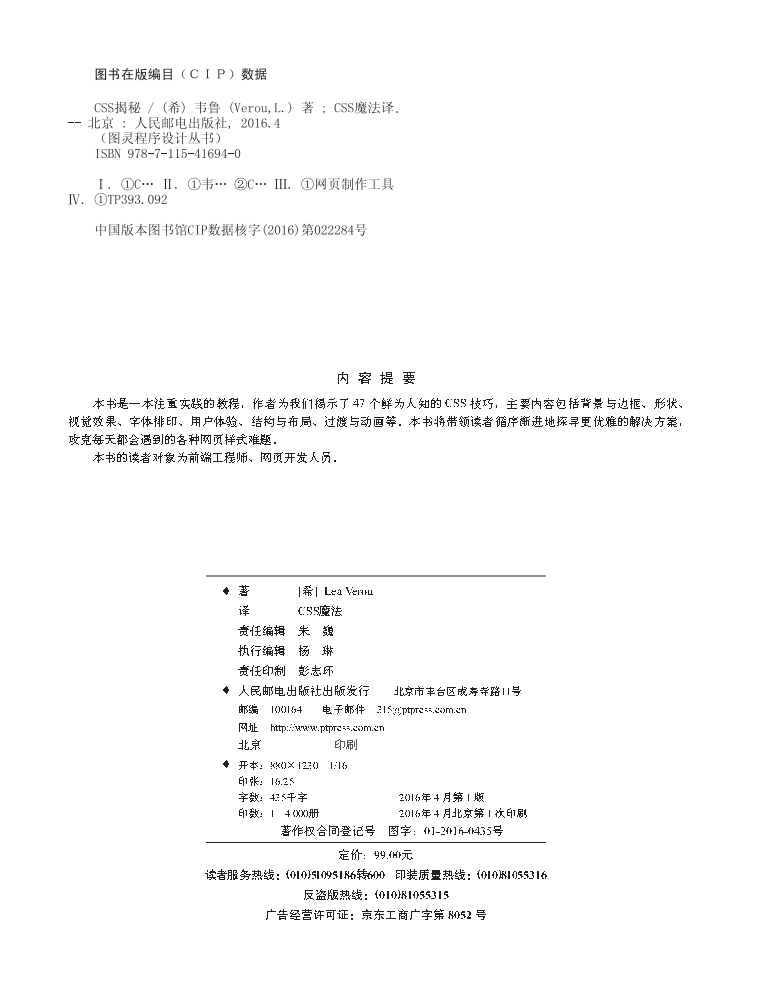 图书在版编目（ＣＩＰ）数据
CSS揭秘 / (希) 韦鲁 (Verou,L.) 著 ; CSS魔法译.
-- 北京 : 人民邮电出版社, 2016.4
（图灵程序设计丛书）
ISBN 978-7-115-41694-0
Ⅰ. ①C… Ⅱ. ①韦… ②C… Ⅲ. ①网页制作工具
Ⅳ. ①TP393.092
中国版本图书馆CIP数据核字(2016)第022284号
内 容 提 要
本书是一本注重实践的教程，作者为我们揭示了 47 个鲜为人知的 CSS 技巧，主要内容包括背景与边框、形状、
视觉效果、字体排印、用户体验、结构与布局、过渡与动画等。本书将带领读者循序渐进地探寻更优雅的解决方案，
攻克每天都会遇到的各种网页样式难题。
本书的读者对象为前端工程师、网页开发人员。
◆ 著 [希] Lea Verou
译 CSS魔法
责任编辑 朱 巍
执行编辑 杨 琳
责任印制 彭志环
◆ 人民邮电出版社出版发行 北京市丰台区成寿寺路11号
邮编 100164 电子邮件 315@ptpress.com.cn
网址 http://www.ptpress.com.cn
北京 印刷
◆ 开本：880×1230 1/16
印张：16.25
字数：435千字 2016年4月第1版
印数：1 4 000册 2016年4月北京第1次印刷
著作权合同登记号 图字：01-2016-0435号
定价：99.00元
读者服务热线：(010)51095186转600 印装质量热线：(010)81055316
反盗版热线：(010)81055315
广告经营许可证：京东工商广字第 8052 号